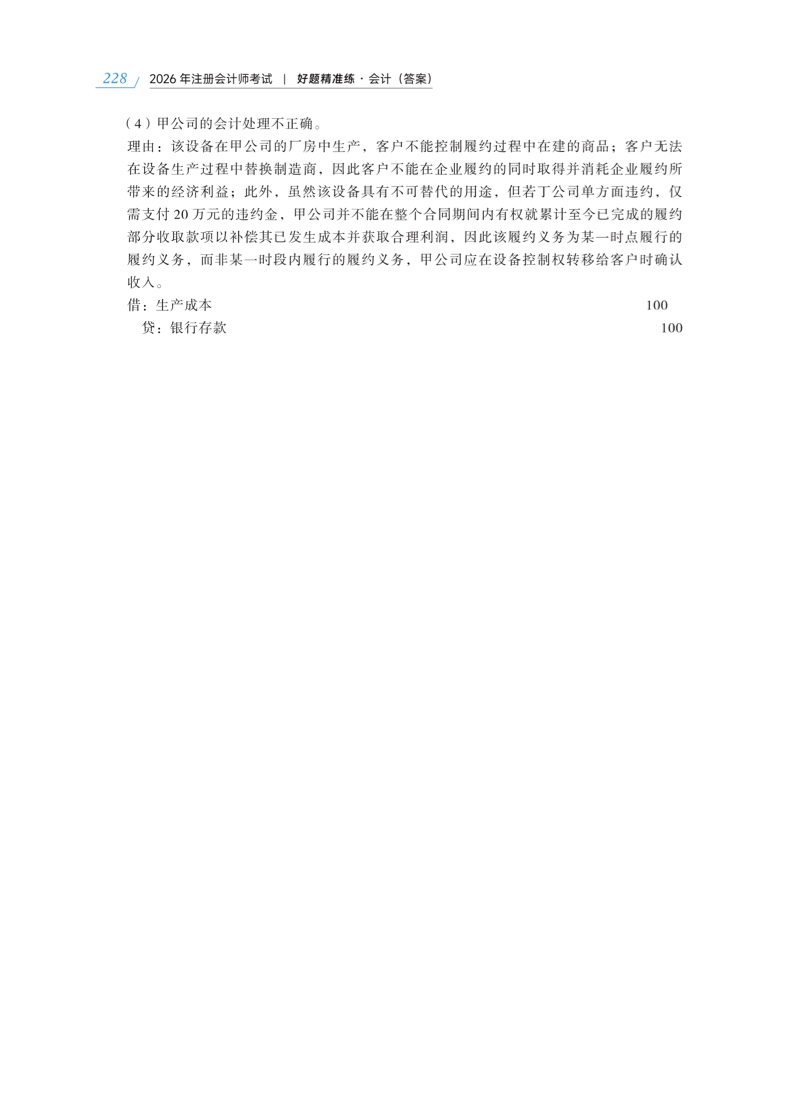 228 2026 年注册会计师考试 | 好题精准练·会计（答案）
（4）甲公司的会计处理不正确。
理由：该设备在甲公司的厂房中生产，客户不能控制履约过程中在建的商品；客户无法
在设备生产过程中替换制造商，因此客户不能在企业履约的同时取得并消耗企业履约所
带来的经济利益；此外，虽然该设备具有不可替代的用途，但若丁公司单方面违约，仅
需支付 20 万元的违约金，甲公司并不能在整个合同期间内有权就累计至今已完成的履约
部分收取款项以补偿其已发生成本并获取合理利润，因此该履约义务为某一时点履行的
履约义务，而非某一时段内履行的履约义务，甲公司应在设备控制权转移给客户时确认
收入。
借：生产成本 100
贷：银行存款 100